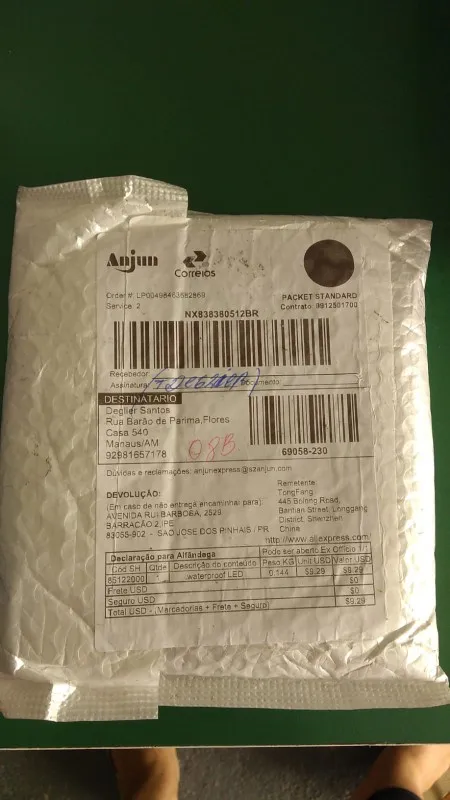 Anjun
Correios
Order #: LP00498463682869
Service: 2
PACKET STANDARD
Contrato: 9912501700
NX838380512BR
Recebedor:
Assinatura: Documento:
DESTINATÁRIO
Deglier Santos
Rua Barão de Parima,Flores
Casa 540
Manaus/AM
92981657178
08B.
69058-230
Dúvidas e reclamações: anjunexpress@szanjun.com
DEVOLUÇÃO:
(Em caso de não entrega encaminhar para):
AVENIDA RUI BARBOSA, 2529
BARRACÃO 2, PE
83055-902 - SAO JOSE DOS PINHAIS / PR
Remetente:
TongFang
445 Bulong Road,
Bantian Street, Longgang
District, Shenzhen
China
http://www.aliexpress.com/
Declaração para Alfândega Pode ser aberto Ex Officio 1/1
Cód SH Qtde Descrição do conteúdo Peso KG Unit USD Valor USD
85122000 waterproof LED 0.144 $9.29 $9.29
Frete USD $0
Seguro USD $0
Total USD - (Mercadorias + Frete + Seguro) $9.29